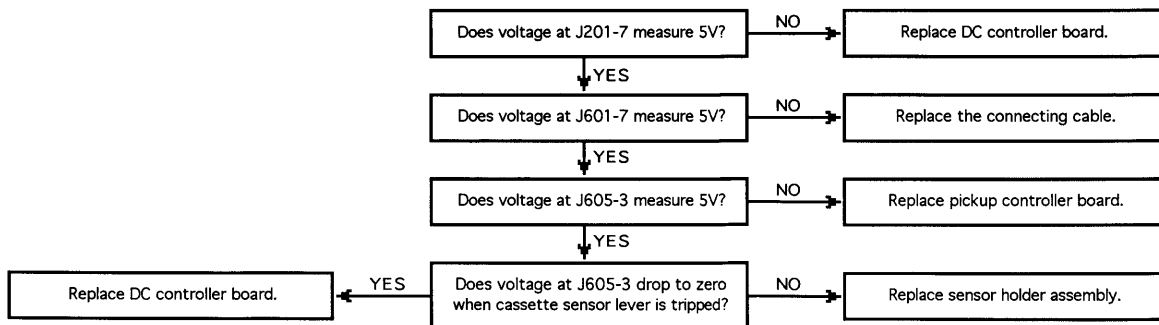 Does voltage at J201-7 measure 5V?
NO
Replace DC controller board.
YES
Does voltage at J601-7 measure 5V?
NO
Replace the connecting cable.
YES
Does voltage at J605-3 measure 5V?
NO
Replace pickup controller board.
YES
Replace DC controller board.
YES
Does voltage at J605-3 drop to zero
when cassette sensor lever is tripped?
NO
Replace sensor holder assembly.